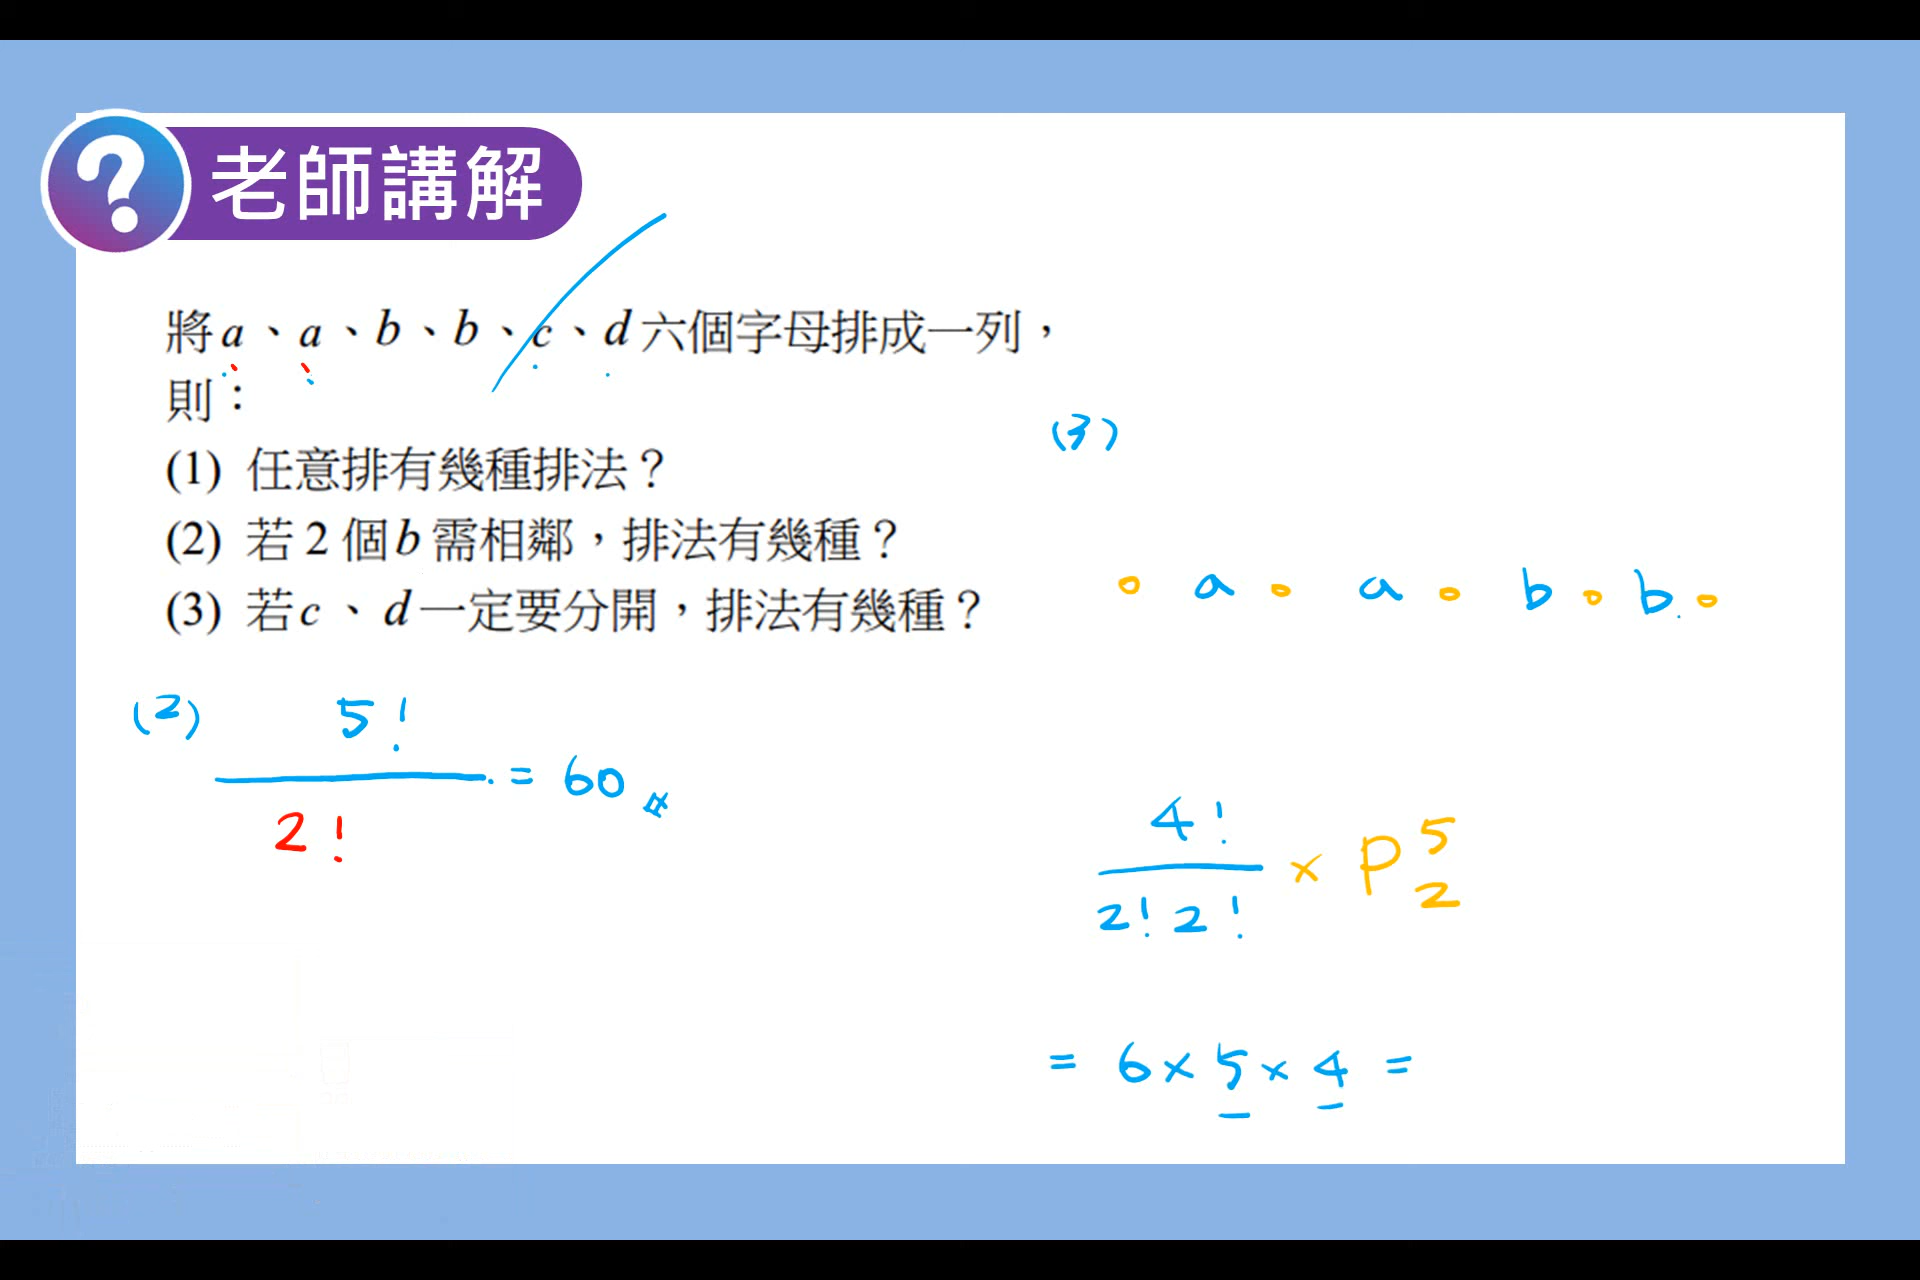 老師講解
將a、a、b、b、c、d六個字母排成一列，
則：
(1) 任意排有幾種排法？
(2) 若2個b需相鄰，排法有幾種？
(3) 若c、d一定要分開，排法有幾種？
(2) 5! / 2! = 60
(3)
a a b b
4! / 2! 2! × P 5 2
= 6 × 5 × 4 =